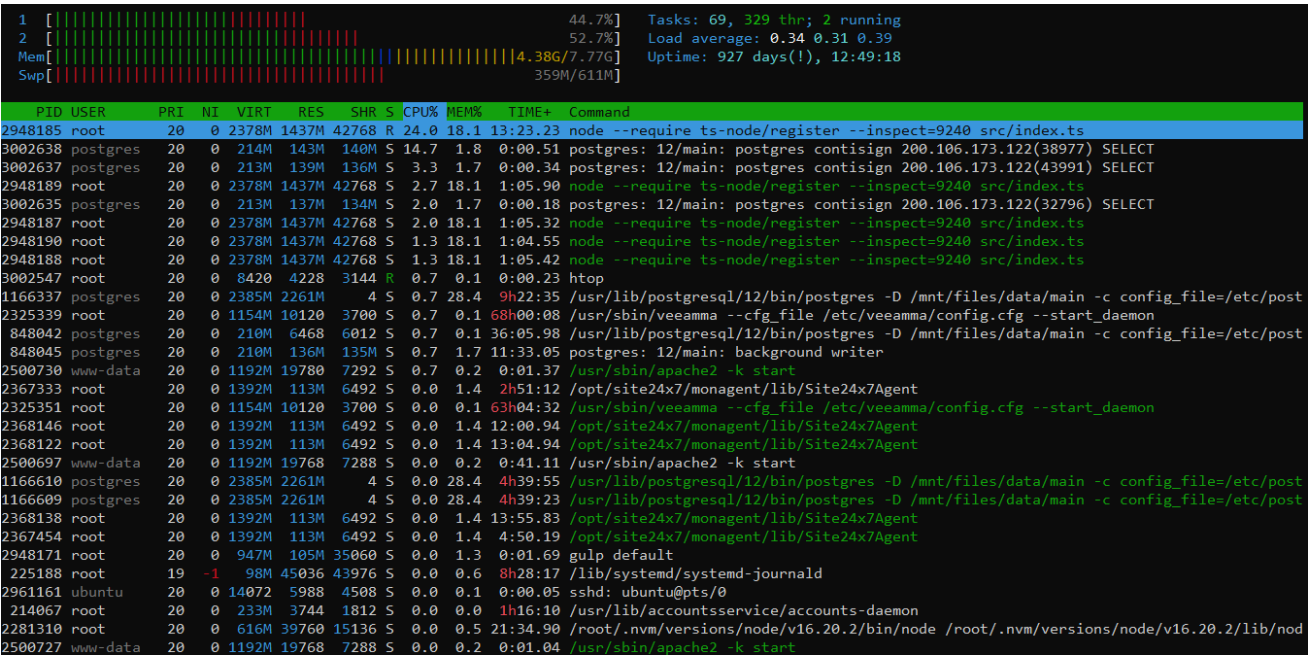 1 [||||||||||||||||||||||||||||||| 44.7%] Tasks: 69, 329 thr; 2 running
2 [||||||||||||||||||||||||||||||||||||| 52.7%] Load average: 0.34 0.31 0.39
Mem[|||||||||||||||||||||||||||||||||||||||||||||||||||||||4.38G/7.77G] Uptime: 927 days(!), 12:49:18
Swp[|||||||||||||||||||||||||||||||||||||||| 359M/611M]
PID USER PRI NI VIRT RES SHR S CPU% MEM% TIME+ Command
2948185 root 20 0 2378M 1437M 42768 R 24.0 18.1 13:23.23 node --require ts-node/register --inspect=9240 src/index.ts
3002638 postgres 20 0 214M 143M 140M S 14.7 1.8 0:00.51 postgres: 12/main: postgres contisign 200.106.173.122(38977) SELECT
3002637 postgres 20 0 213M 139M 136M S 3.3 1.7 0:00.34 postgres: 12/main: postgres contisign 200.106.173.122(43991) SELECT
2948189 root 20 0 2378M 1437M 42768 S 2.7 18.1 1:05.90 node --require ts-node/register --inspect=9240 src/index.ts
3002635 postgres 20 0 213M 137M 134M S 2.0 1.7 0:00.18 postgres: 12/main: postgres contisign 200.106.173.122(32796) SELECT
2948187 root 20 0 2378M 1437M 42768 S 2.0 18.1 1:05.32 node --require ts-node/register --inspect=9240 src/index.ts
2948190 root 20 0 2378M 1437M 42768 S 1.3 18.1 1:04.55 node --require ts-node/register --inspect=9240 src/index.ts
2948188 root 20 0 2378M 1437M 42768 S 1.3 18.1 1:05.42 node --require ts-node/register --inspect=9240 src/index.ts
3002547 root 20 0 8420 4228 3144 R 0.7 0.1 0:00.23 htop
1166337 postgres 20 0 2385M 2261M 4 S 0.7 28.4 9h22:35 /usr/lib/postgresql/12/bin/postgres -D /mnt/files/data/main -c config_file=/etc/post
2325339 root 20 0 1154M 10120 3700 S 0.7 0.1 68h00:08 /usr/sbin/veeamma --cfg_file /etc/veeamma/config.cfg --start_daemon
848042 postgres 20 0 210M 6468 6012 S 0.7 0.1 36:05.98 /usr/lib/postgresql/12/bin/postgres -D /mnt/files/data/main -c config_file=/etc/post
848045 postgres 20 0 210M 136M 135M S 0.7 1.7 11:33.05 postgres: 12/main: background writer
2500730 www-data 20 0 1192M 19780 7292 S 0.7 0.2 0:01.37 /usr/sbin/apache2 -k start
2367333 root 20 0 1392M 113M 6492 S 0.0 1.4 2h51:12 /opt/site24x7/monagent/lib/Site24x7Agent
2325351 root 20 0 1154M 10120 3700 S 0.0 0.1 63h04:32 /usr/sbin/veeamma --cfg_file /etc/veeamma/config.cfg --start_daemon
2368146 root 20 0 1392M 113M 6492 S 0.0 1.4 12:00.94 /opt/site24x7/monagent/lib/Site24x7Agent
2368122 root 20 0 1392M 113M 6492 S 0.0 1.4 13:04.94 /opt/site24x7/monagent/lib/Site24x7Agent
2500697 www-data 20 0 1192M 19768 7288 S 0.0 0.2 0:41.11 /usr/sbin/apache2 -k start
1166610 postgres 20 0 2385M 2261M 4 S 0.0 28.4 4h39:55 /usr/lib/postgresql/12/bin/postgres -D /mnt/files/data/main -c config_file=/etc/post
1166609 postgres 20 0 2385M 2261M 4 S 0.0 28.4 4h39:23 /usr/lib/postgresql/12/bin/postgres -D /mnt/files/data/main -c config_file=/etc/post
2368138 root 20 0 1392M 113M 6492 S 0.0 1.4 13:55.83 /opt/site24x7/monagent/lib/Site24x7Agent
2367454 root 20 0 1392M 113M 6492 S 0.0 1.4 4:50.19 /opt/site24x7/monagent/lib/Site24x7Agent
2948171 root 20 0 947M 105M 35060 S 0.0 1.3 0:01.69 gulp default
225188 root 19 -1 98M 45036 43976 S 0.0 0.6 8h28:17 /lib/systemd/systemd-journald
2961161 ubuntu 20 0 14072 5988 4508 S 0.0 0.1 0:00.05 sshd: ubuntu@pts/0
214067 root 20 0 233M 3744 1812 S 0.0 0.0 1h16:10 /usr/lib/accountsservice/accounts-daemon
2281310 root 20 0 616M 39760 15136 S 0.0 0.5 21:34.90 /root/.nvm/versions/node/v16.20.2/bin/node /root/.nvm/versions/node/v16.20.2/lib/nod
2500727 www-data 20 0 1192M 19768 7288 S 0.0 0.2 0:01.04 /usr/sbin/apache2 -k start